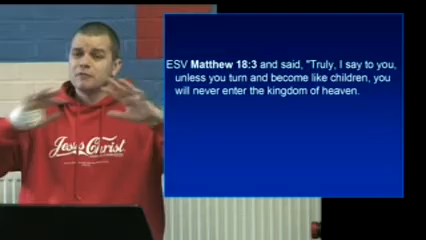 ESV Matthew 18:3 and said, "Truly, I say to you,
unless you turn and become like children, you
will never enter the kingdom of heaven.
Jesus Christ